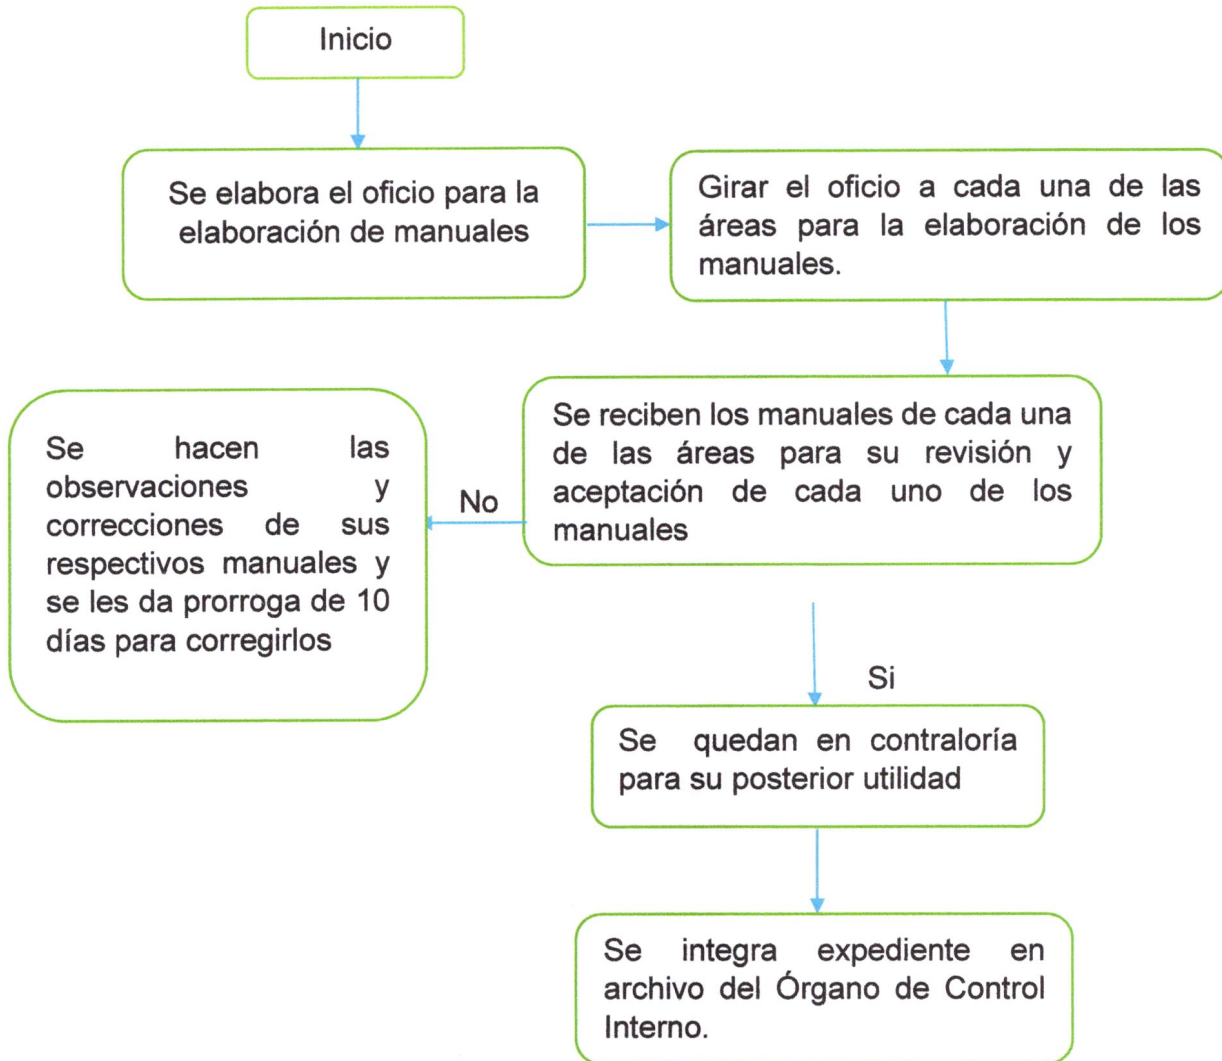 Inicio
Se elabora el oficio para la
elaboración de manuales
Girar el oficio a cada una de las
áreas para la elaboración de los
manuales.
Se reciben los manuales de cada una
de las áreas para su revisión y
aceptación de cada uno de los
manuales
No
Se hacen las
observaciones y
correcciones de sus
respectivos manuales y
se les da prorroga de 10
días para corregirlos
Si
Se quedan en contraloría
para su posterior utilidad
Se integra expediente en
archivo del Órgano de Control
Interno.